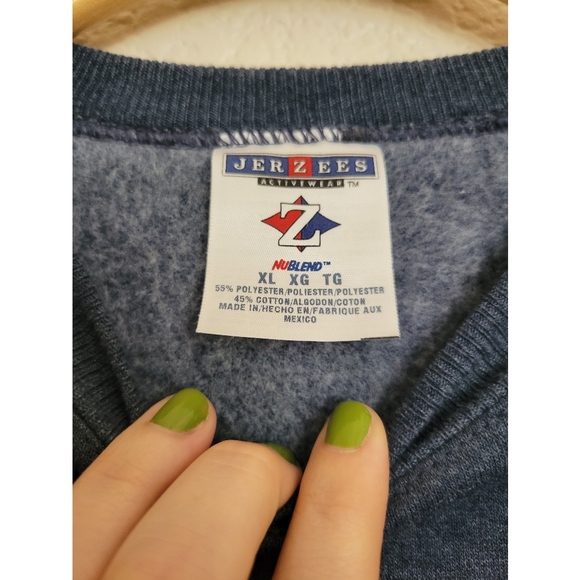 JERZEES
ACTIVEWEAR TM
Z
NUBLEND™
XL XG TG
55% POLYESTER/POLIESTER/POLYESTER
45% COTTON/ALGODON/COTON
MADE IN/HECHO EN/FABRIQUE AUX
MEXICO